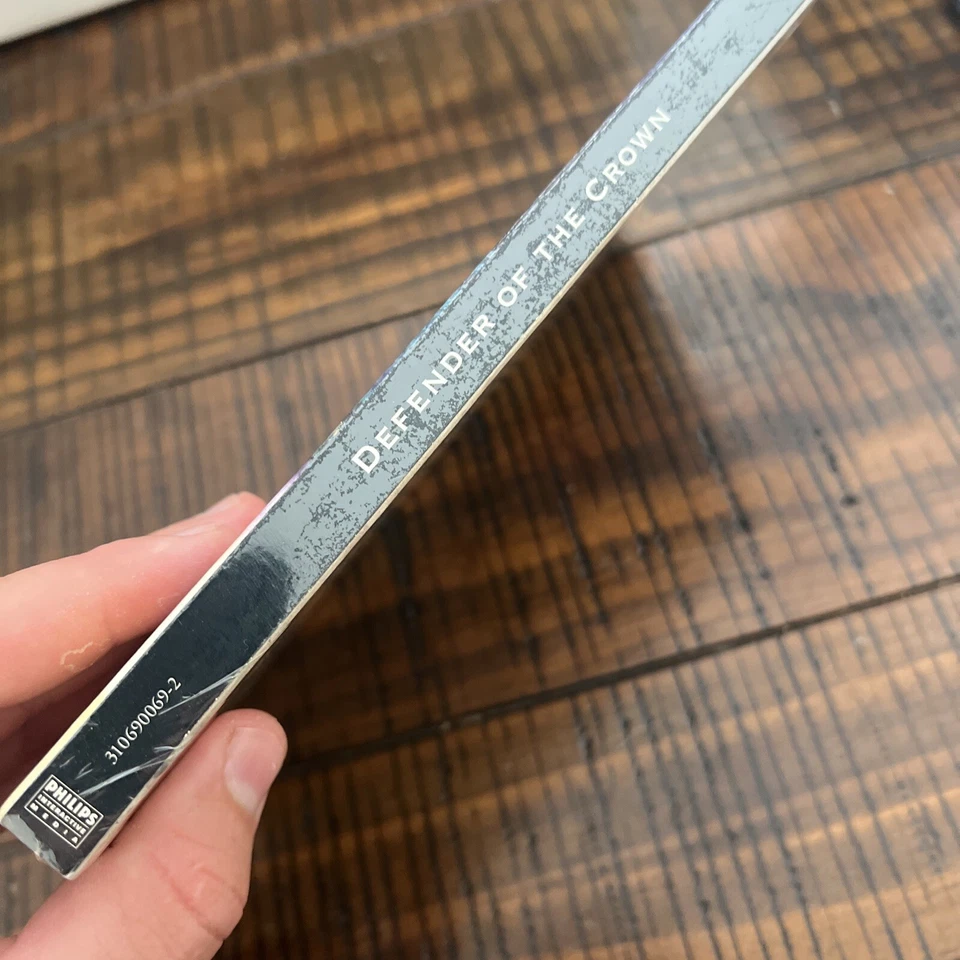 DEFENDER OF THE CROWN
310690069-2
PHILIPS
INTERACTIVE
MEDIA